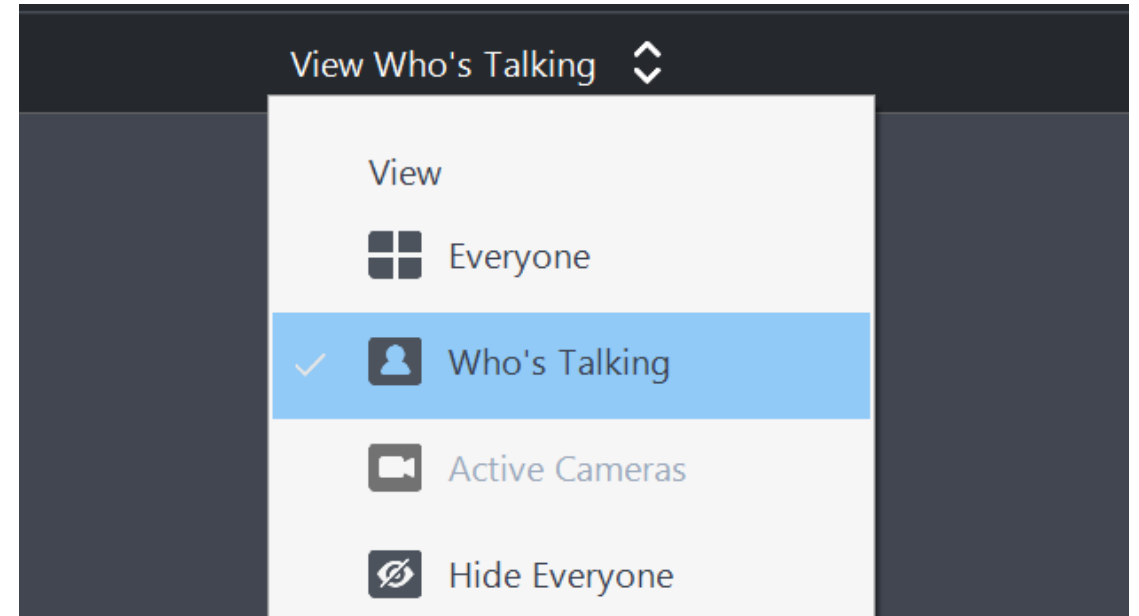 View Who's Talking
View
Everyone
Who's Talking
Active Cameras
Hide Everyone